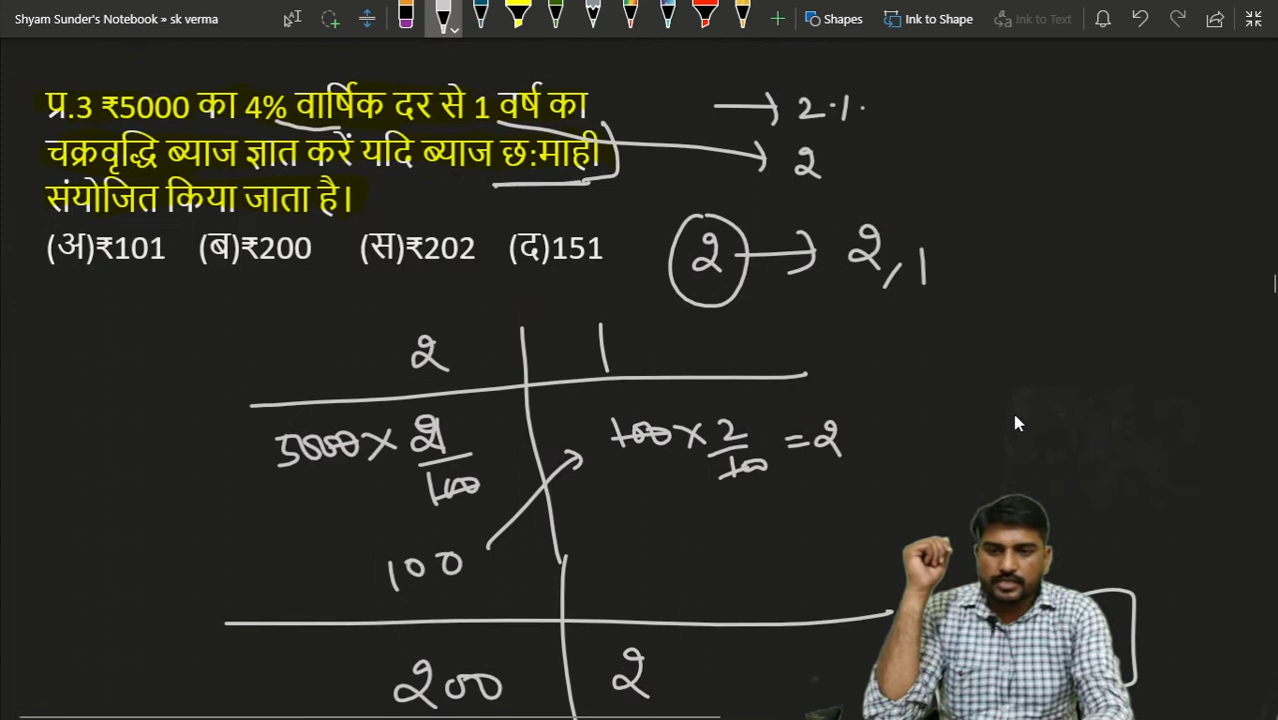 Shyam Sunder's Notebook » sk verma
Shapes
Ink to Shape
Ink to Text
प्र.3 ₹5000 का 4% वार्षिक दर से 1 वर्ष का
चक्रवृद्धि ब्याज ज्ञात करें यदि ब्याज छ:माही
संयोजित किया जाता है।
(अ)₹101 (ब)₹200 (स)₹202 (द)151
→ 2·1·
→ 2
2 → 2, 1
2 1
5000 × 2/100
100 × 2/100 = 2
100
200 2